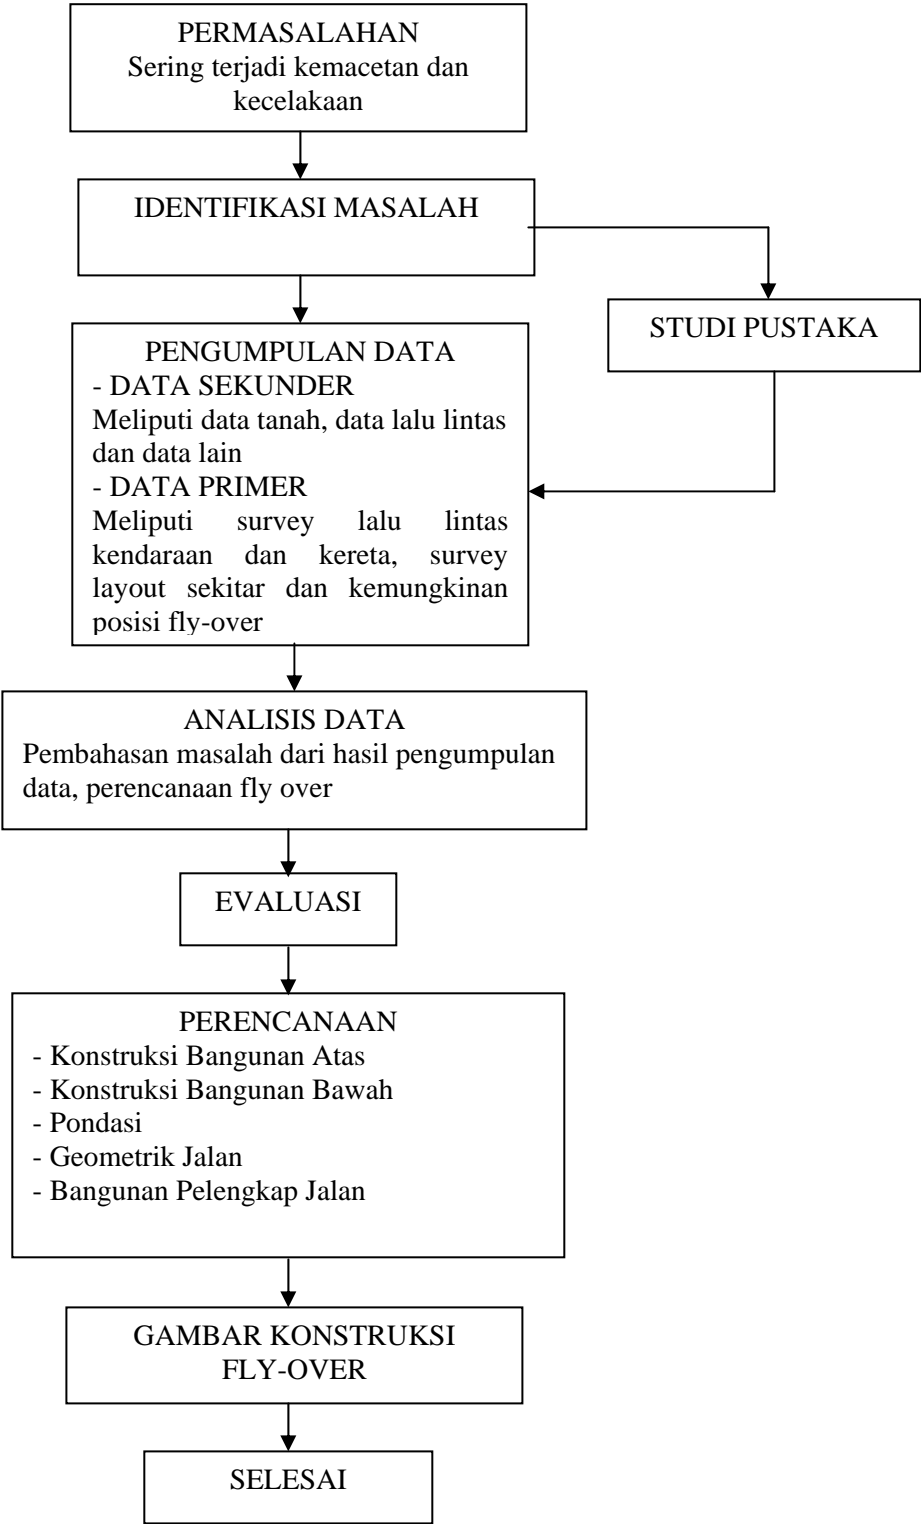 PERMASALAHAN
Sering terjadi kemacetan dan
kecelakaan
IDENTIFIKASI MASALAH
STUDI PUSTAKA
PENGUMPULAN DATA
- DATA SEKUNDER
Meliputi data tanah, data lalu lintas
dan data lain
- DATA PRIMER
Meliputi survey lalu lintas
kendaraan dan kereta, survey
layout sekitar dan kemungkinan
posisi fly-over
ANALISIS DATA
Pembahasan masalah dari hasil pengumpulan
data, perencanaan fly over
EVALUASI
PERENCANAAN
- Konstruksi Bangunan Atas
- Konstruksi Bangunan Bawah
- Pondasi
- Geometrik Jalan
- Bangunan Pelengkap Jalan
GAMBAR KONSTRUKSI
FLY-OVER
SELESAI